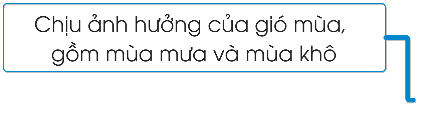 Chịu ảnh hưởng của gió mùa,
gồm mùa mưa và mùa khô